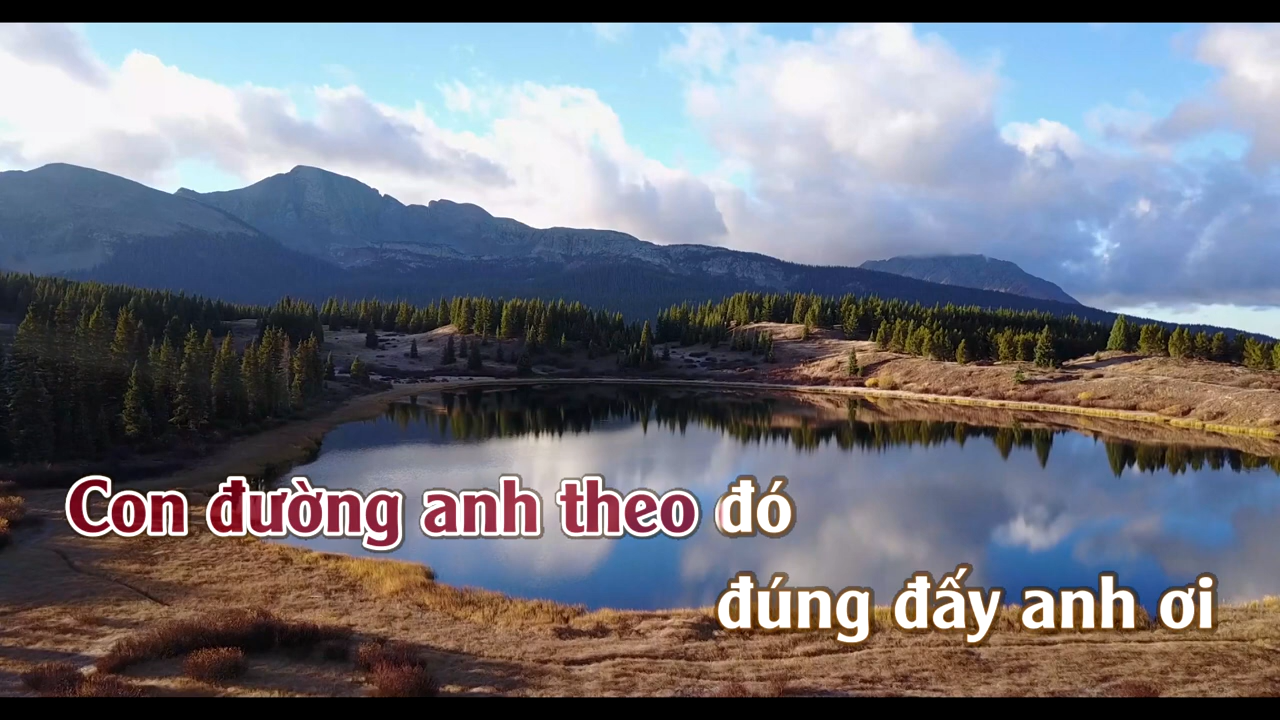 Con đường anh theo đó
đúng đấy anh ơi